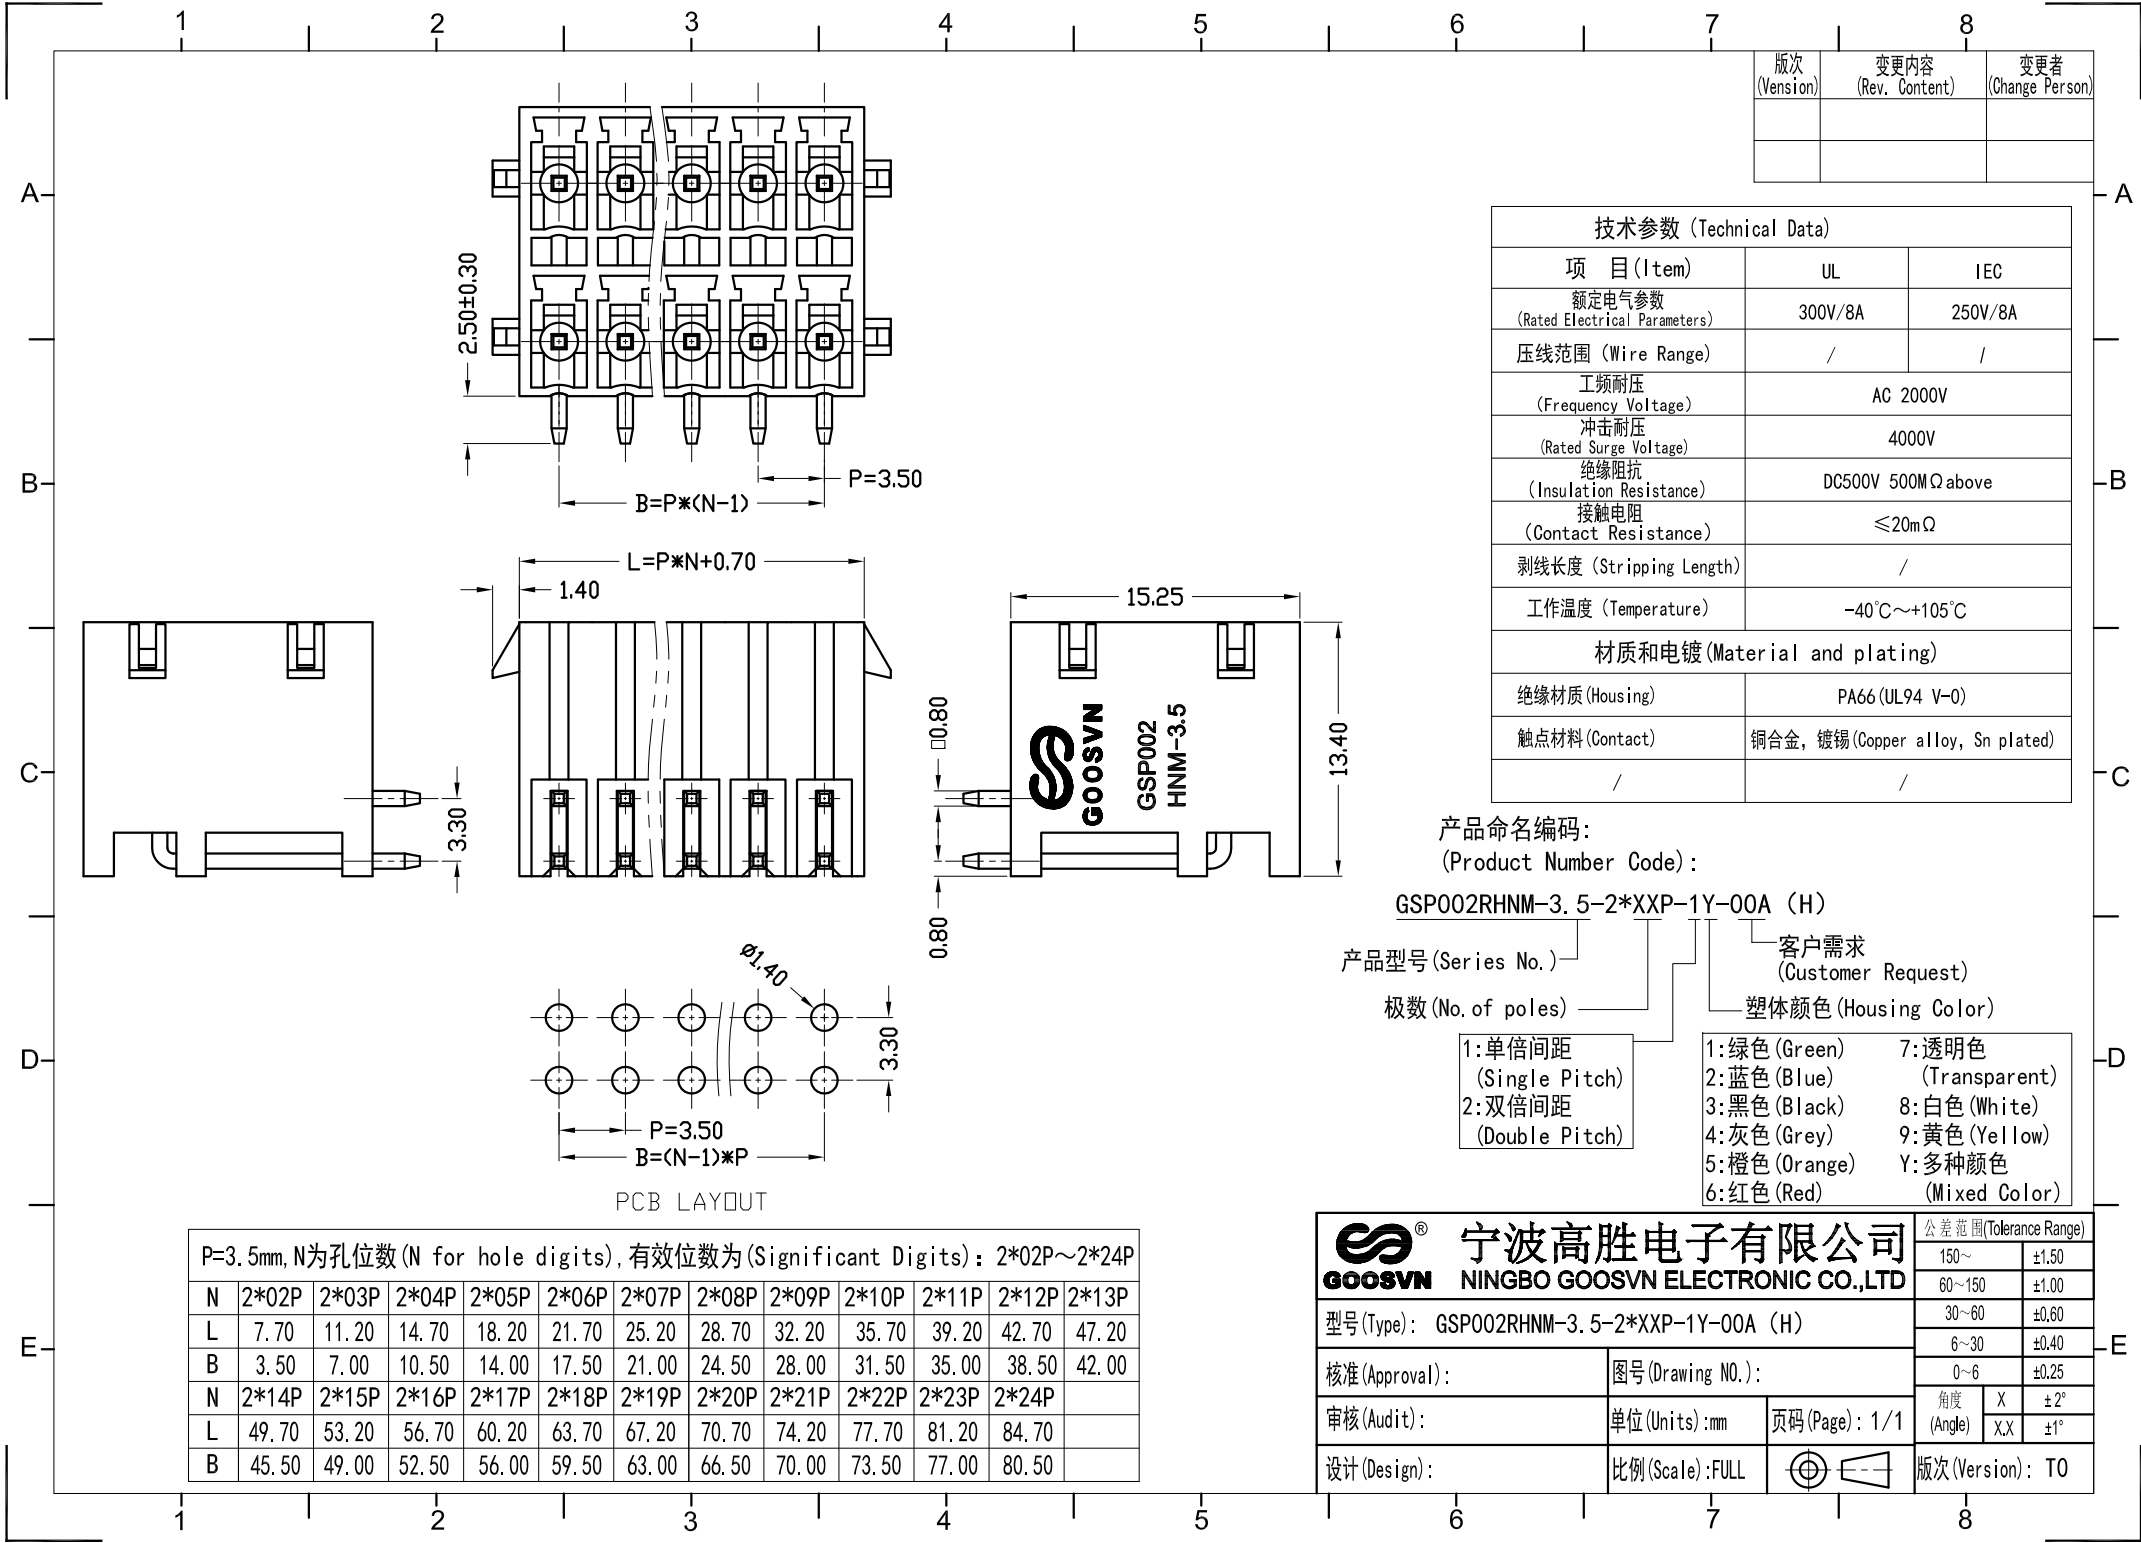 1 2 3 4 5 6 7 8
版次 变更内容 变更者
(Vension) (Rev. Content) (Change Person)
A A
B B
C C
D D
E E
2.50±0.30
P=3.50
B=P*(N-1)
L=P*N+0.70
1.40
3.30
15.25
13.40
□0.80
0.80
GOOSVN
GSP002
HNM-3.5
ø1.40
3.30
P=3.50
B=(N-1)*P
PCB LAYOUT
技术参数 (Technical Data)
项 目(Item) UL IEC
额定电气参数
(Rated Electrical Parameters) 300V/8A 250V/8A
压线范围 (Wire Range) / /
工频耐压
(Frequency Voltage) AC 2000V
冲击耐压
(Rated Surge Voltage) 4000V
绝缘阻抗
(Insulation Resistance) DC500V 500MΩabove
接触电阻
(Contact Resistance) ≤20mΩ
剥线长度 (Stripping Length) /
工作温度 (Temperature) -40℃～+105℃
材质和电镀(Material and plating)
绝缘材质(Housing) PA66(UL94 V-0)
触点材料(Contact) 铜合金, 镀锡(Copper alloy, Sn plated)
/ /
产品命名编码:
(Product Number Code):
GSP002RHNM-3.5-2*XXP-1Y-00A (H)
产品型号(Series No.)
客户需求
(Customer Request)
极数(No.of poles)
塑体颜色(Housing Color)
1:单倍间距
(Single Pitch)
2:双倍间距
(Double Pitch)
1:绿色(Green) 7:透明色
2:蓝色(Blue) (Transparent)
3:黑色(Black) 8:白色(White)
4:灰色(Grey) 9:黄色(Yellow)
5:橙色(Orange) Y:多种颜色
6:红色(Red) (Mixed Color)
P=3.5mm,N为孔位数(N for hole digits),有效位数为(Significant Digits): 2*02P～2*24P
N 2*02P 2*03P 2*04P 2*05P 2*06P 2*07P 2*08P 2*09P 2*10P 2*11P 2*12P 2*13P
L 7.70 11.20 14.70 18.20 21.70 25.20 28.70 32.20 35.70 39.20 42.70 47.20
B 3.50 7.00 10.50 14.00 17.50 21.00 24.50 28.00 31.50 35.00 38.50 42.00
N 2*14P 2*15P 2*16P 2*17P 2*18P 2*19P 2*20P 2*21P 2*22P 2*23P 2*24P
L 49.70 53.20 56.70 60.20 63.70 67.20 70.70 74.20 77.70 81.20 84.70
B 45.50 49.00 52.50 56.00 59.50 63.00 66.50 70.00 73.50 77.00 80.50
® 宁波高胜电子有限公司
GOOSVN NINGBO GOOSVN ELECTRONIC CO.,LTD
型号(Type): GSP002RHNM-3.5-2*XXP-1Y-00A (H)
核准(Approval): 图号(Drawing NO.):
审核(Audit): 单位(Units):mm 页码(Page): 1/1
设计(Design): 比例(Scale):FULL
公差范围(Tolerance Range)
150～ ±1.50
60～150 ±1.00
30～60 ±0.60
6～30 ±0.40
0～6 ±0.25
角度 X ±2°
(Angle) X.X ±1°
版次(Version): T0
1 2 3 4 5 6 7 8